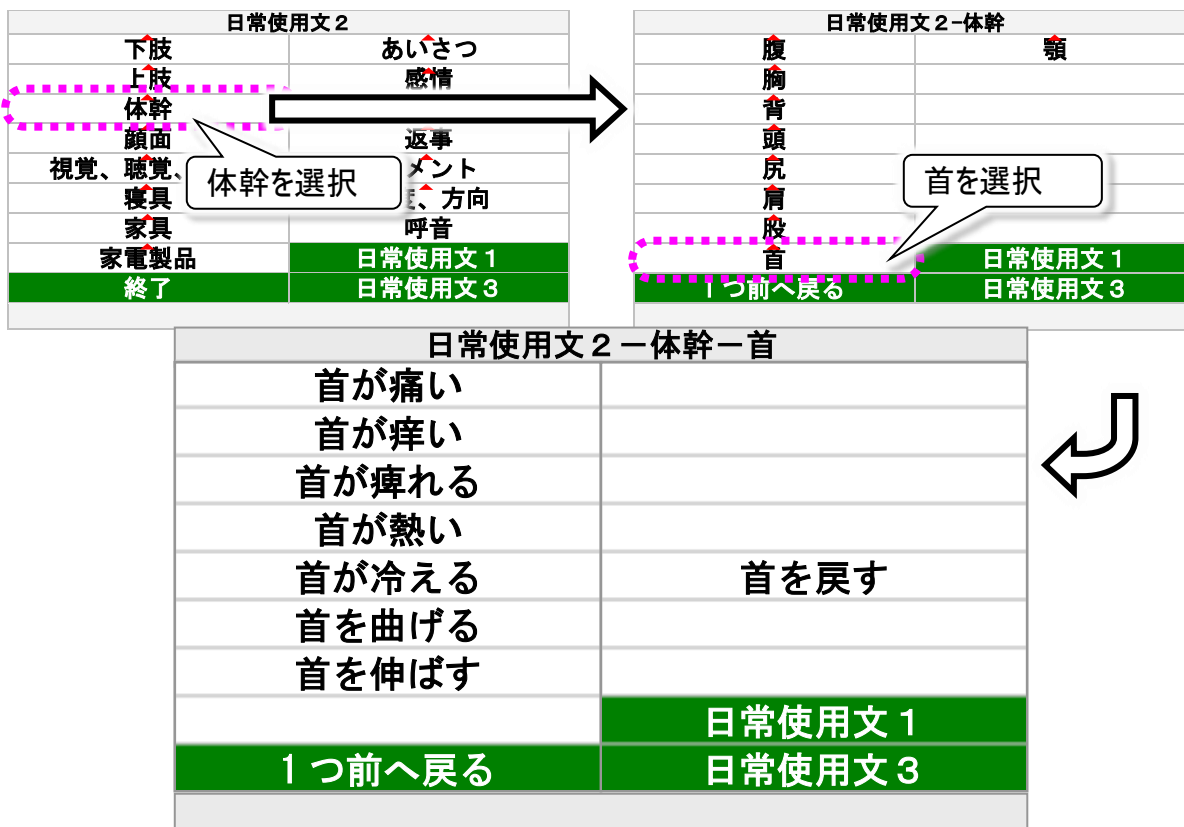 日常使用文２
下肢 あいさつ
上肢 感情
体幹
顔面 返事
視覚、聴覚、 メント
寝具 、方向
家具 呼音
家電製品 日常使用文１
終了 日常使用文３
体幹を選択
日常使用文２−体幹
腹 顎
胸
背
頭
尻
肩
股
首 日常使用文１
１つ前へ戻る 日常使用文３
首を選択
日常使用文２−体幹−首
首が痛い
首が痒い
首が痺れる
首が熱い
首が冷える 首を戻す
首を曲げる
首を伸ばす
日常使用文１
１つ前へ戻る 日常使用文３